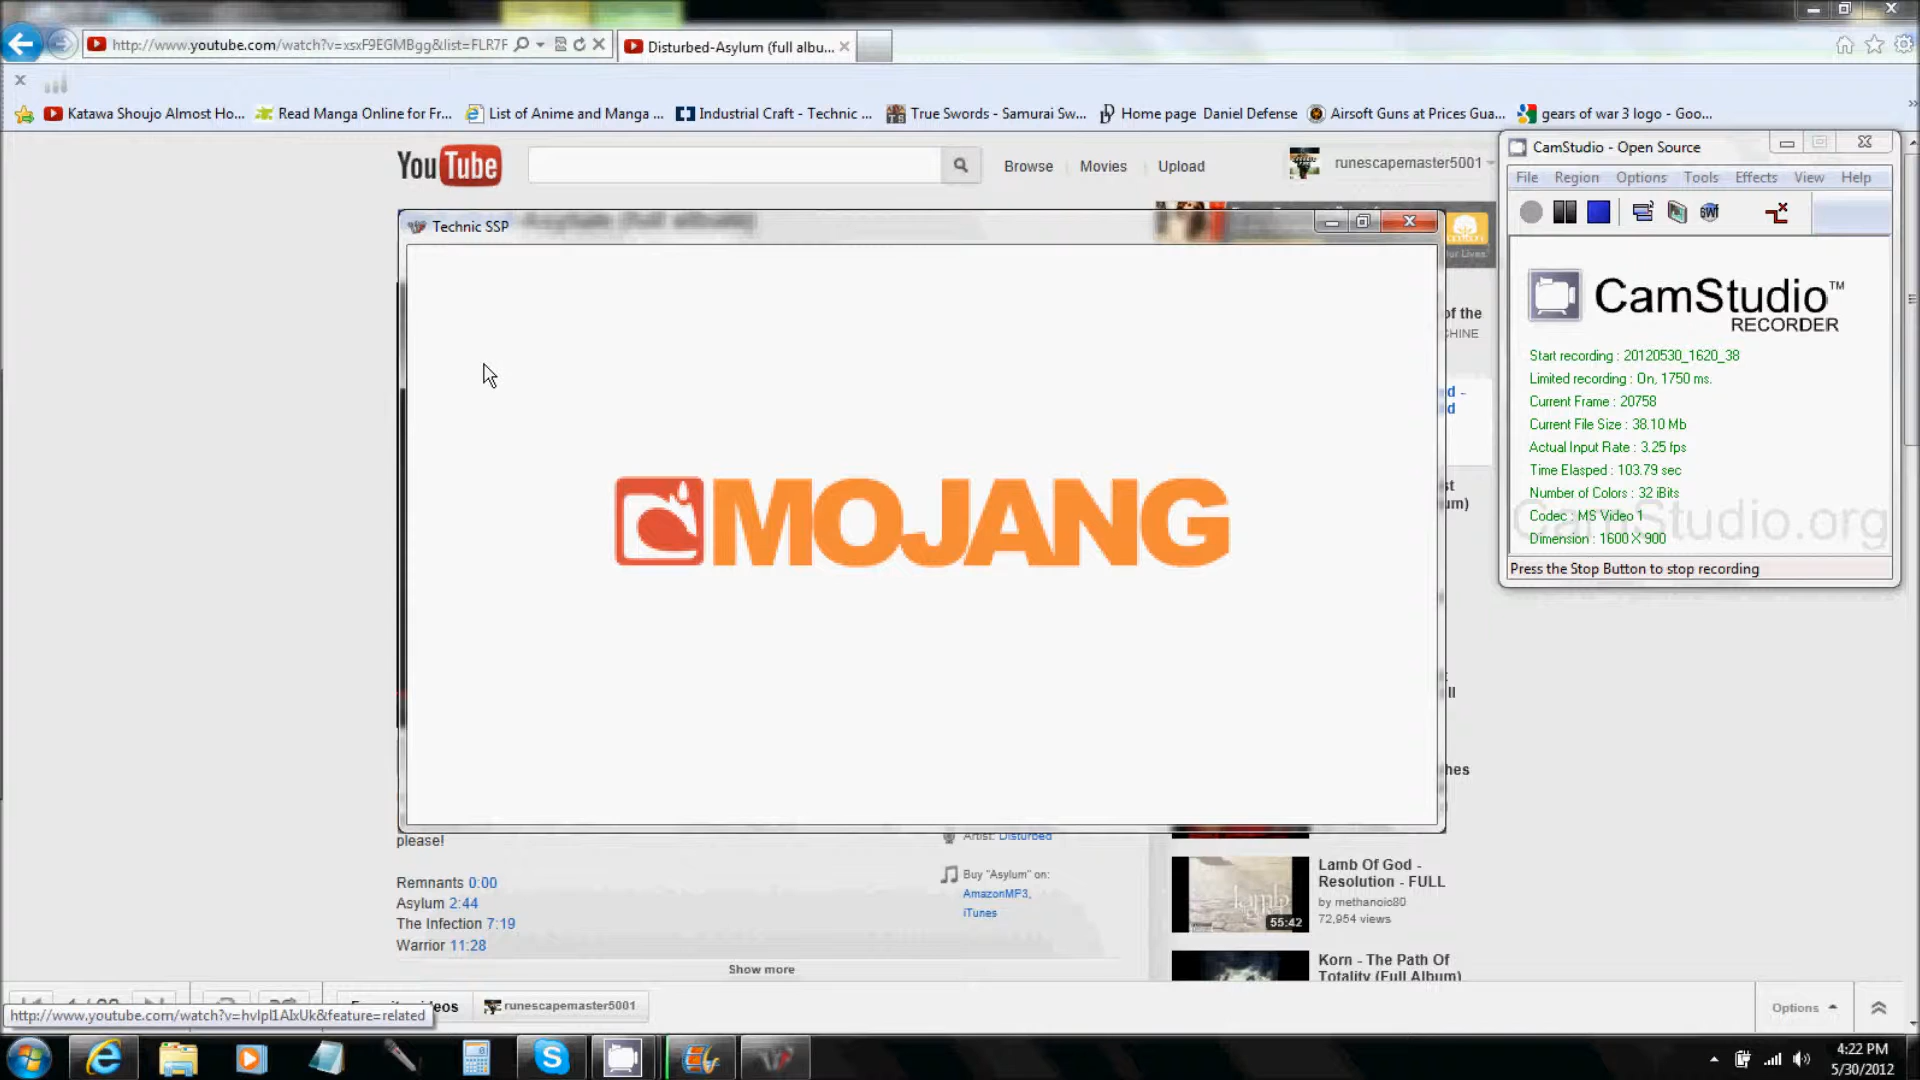 http://www.youtube.com/watch?v=xsxF9EGMBgg&list=FLR7F
Disturbed-Asylum (full albu...
Katawa Shoujo Almost Ho...
Read Manga Online for Fr...
List of Anime and Manga ...
Industrial Craft - Technic ...
True Swords - Samurai Sw...
Home page Daniel Defense
Airsoft Guns at Prices Gua...
gears of war 3 logo - Goo...
YouTube
Browse
Movies
Upload
runescapemaster5001
CamStudio - Open Source
File Region Options Tools Effects View Help
CamStudio™
RECORDER
Start recording : 20120530_1620_38
Limited recording : On, 1750 ms.
Current Frame : 20758
Current File Size : 38.10 Mb
Actual Input Rate : 3.25 fps
Time Elasped : 103.79 sec
Number of Colors : 32 iBits
Codec : MS Video 1
Dimension : 1600 X 900
CamStudio.org
Press the Stop Button to stop recording
Technic SSP
Asylum (full album)
our Lives.
of the
MOJANG
please!
Remnants 0:00
Asylum 2:44
The Infection 7:19
Warrior 11:28
Show more
Artist: Disturbed
Buy "Asylum" on:
AmazonMP3,
iTunes
Lamb Of God -
Resolution - FULL
by methanoic80
72,954 views
55:42
Korn - The Path Of
Totality (Full Album)
runescapemaster5001
Options
http://www.youtube.com/watch?v=hvlpl1AIxUk&feature=related
4:22 PM
5/30/2012